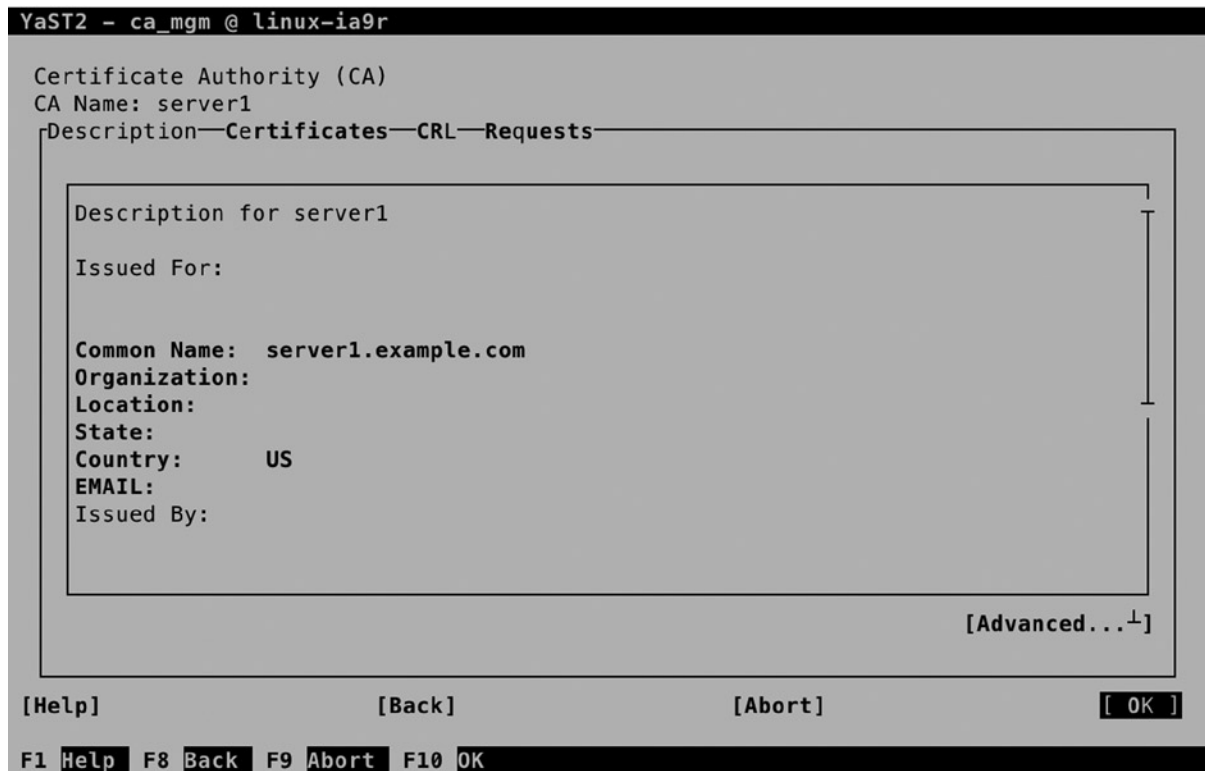 YaST2 - ca_mgm @ linux-ia9r
Certificate Authority (CA)
CA Name: server1
Description Certificates CRL Requests
Description for server1
Issued For:
Common Name: server1.example.com
Organization:
Location:
State:
Country: US
EMAIL:
Issued By:
[Advanced...]
[Help] [Back] [Abort] [ OK ]
F1 Help F8 Back F9 Abort F10 OK